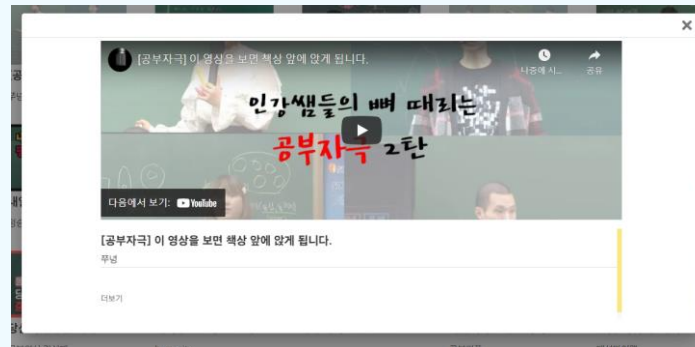 [공부자극] 이 영상을 보면 책상 앞에 앉게 됩니다.
나중에 시...
공유
인강쌤들의 뼈 때리는
공부자극 2탄
다음에서 보기: YouTube
[공부자극] 이 영상을 보면 책상 앞에 앉게 됩니다.
푸녕
더보기